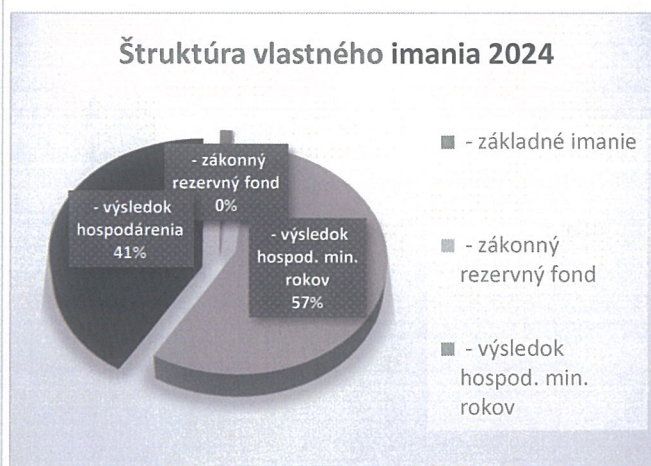 Štruktúra vlastného imania 2024
- zákonný
rezervný fond
0%
- výsledok
hospodárenia
41%
- výsledok
hospod. min.
rokov
57%
- základné imanie
- zákonný
rezervný fond
- výsledok
hospod. min.
rokov